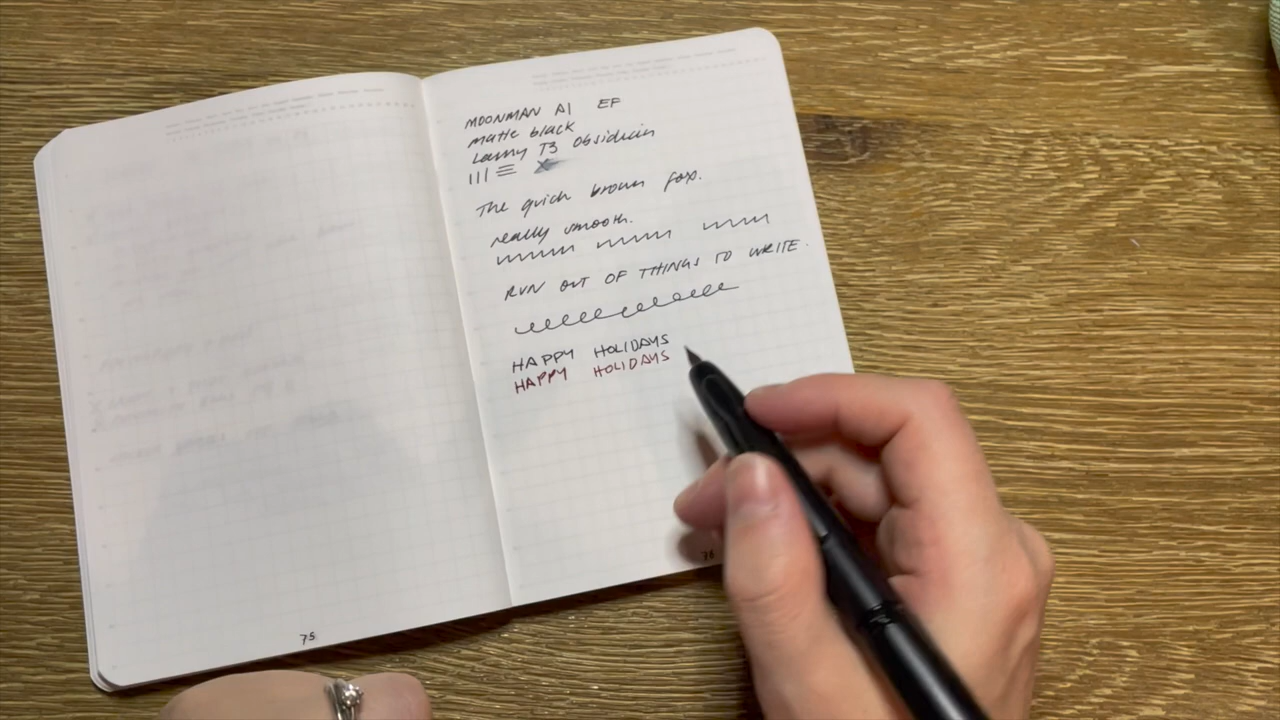 MOONMAN A1 EF
matte black
Lamy T3 Obsidian
The quick brown fox.
really smooth.
RUN OUT OF THINGS TO WRITE.
HAPPY HOLIDAYS
HAPPY HOLIDAYS
75
76